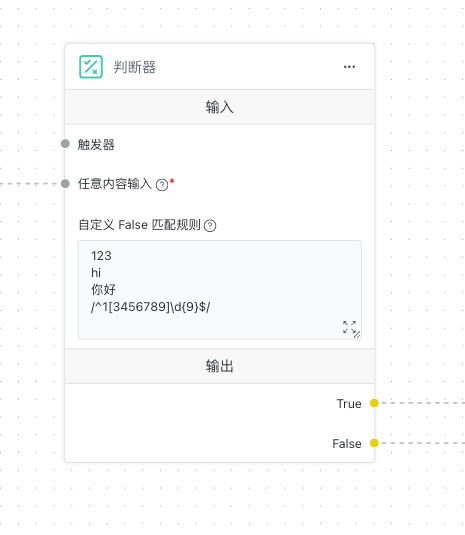 判断器
输入
触发器
任意内容输入 ? *
自定义 False 匹配规则 ?
123
hi
你好
/^1[3456789]\d{9}$/
输出
True
False